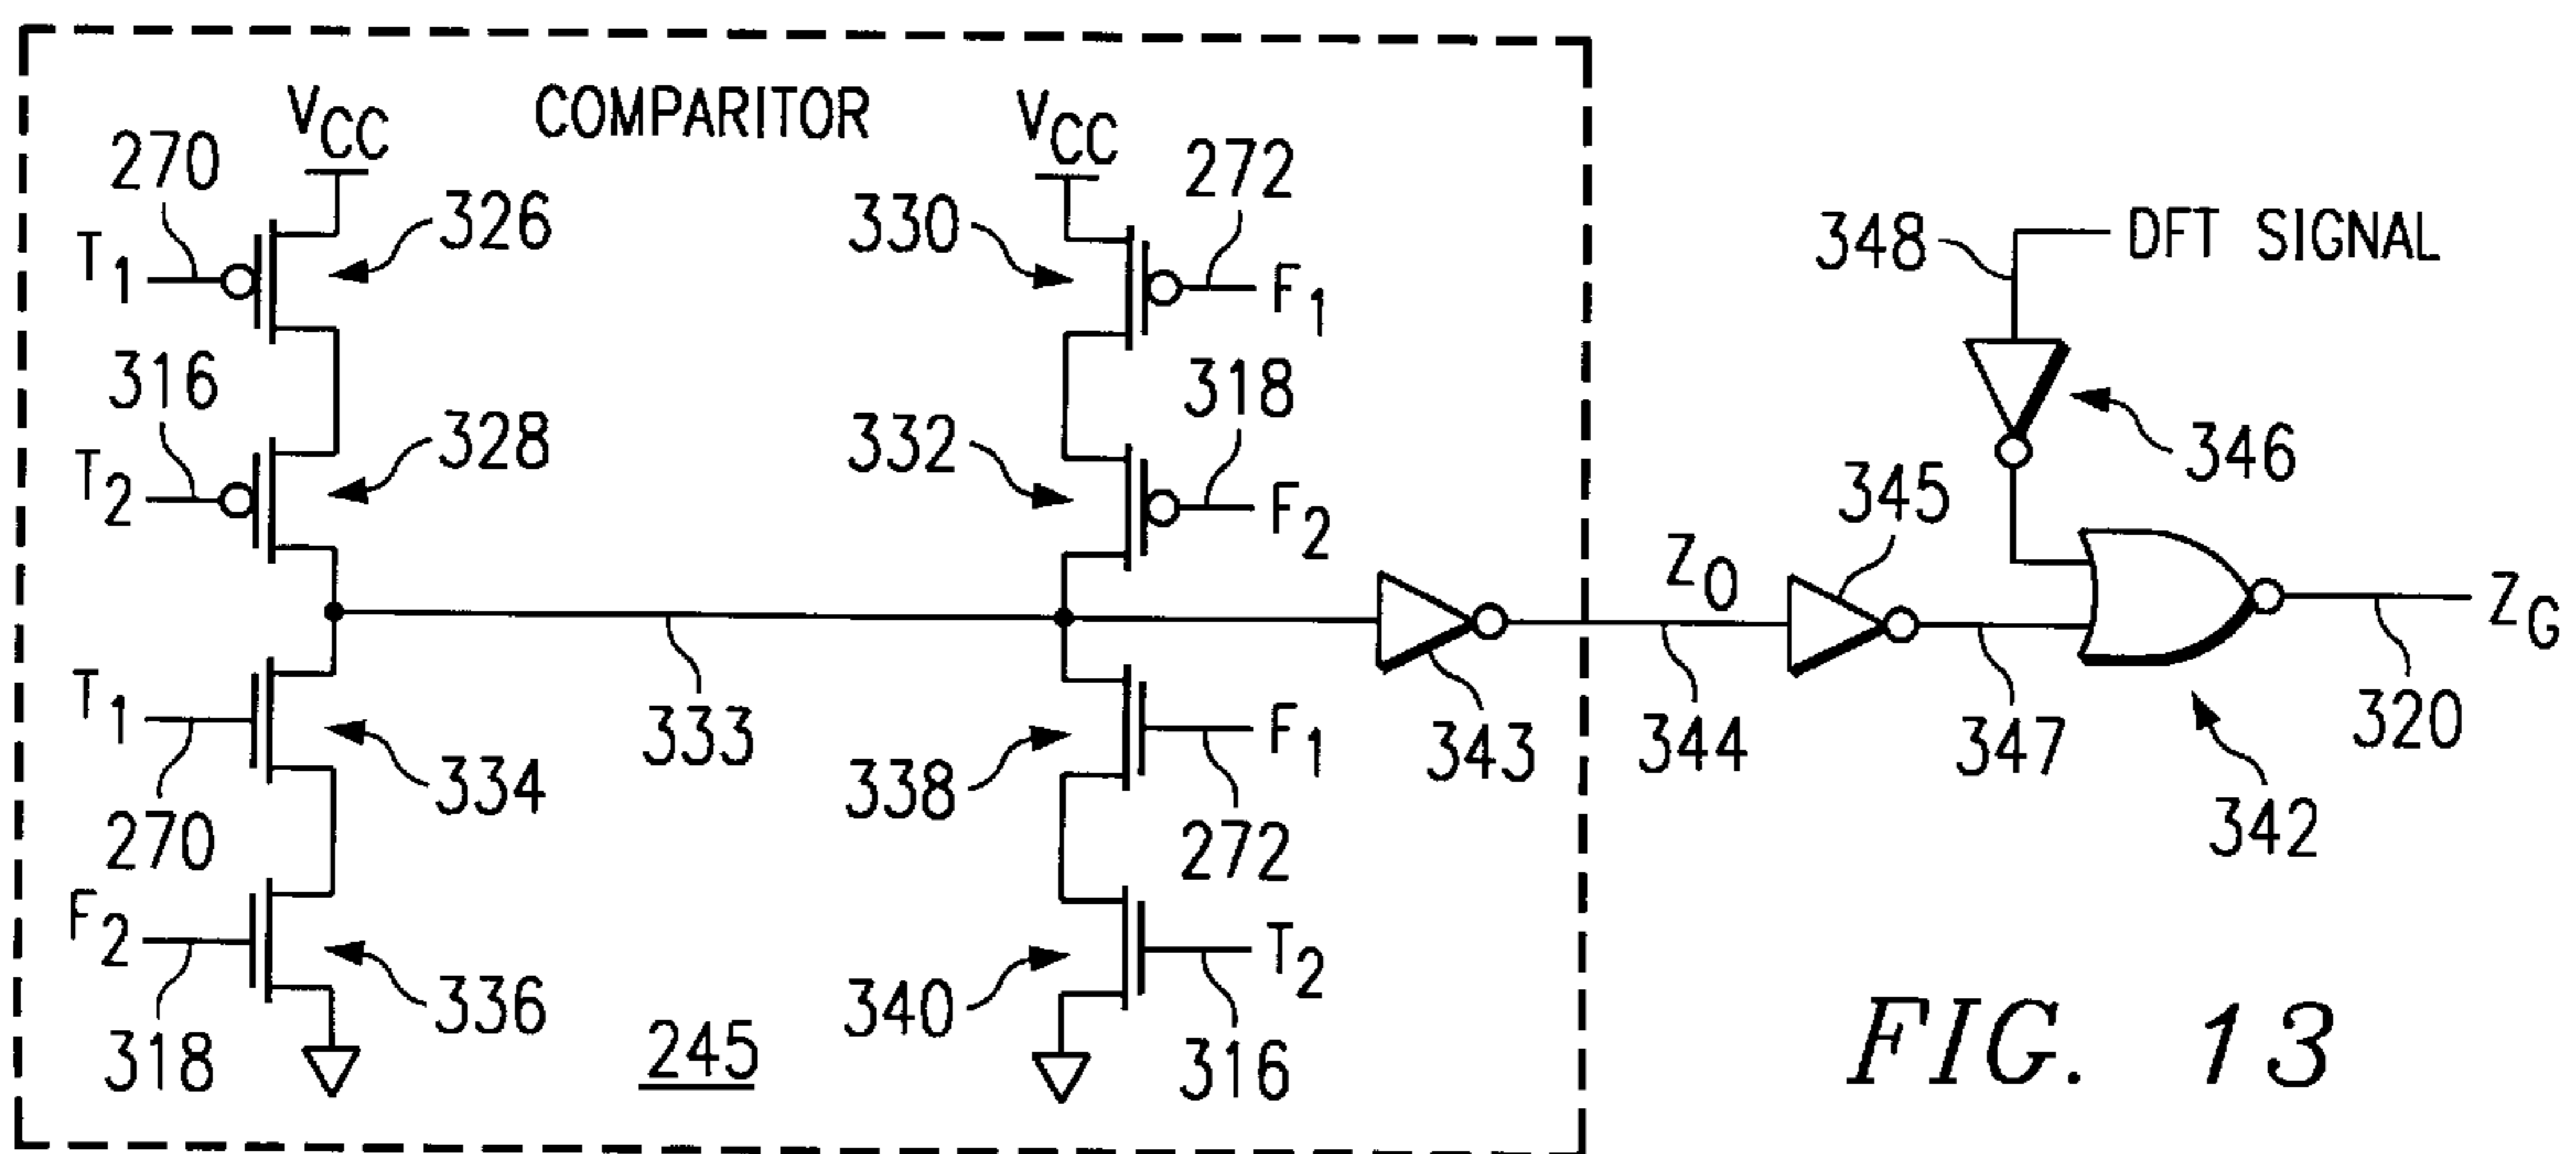 COMPARITOR
VCC
270
T1
326
316
T2
328
T1
270
334
F2
318
336
333
245
VCC
330
272
F1
332
318
F2
338
F1
272
340
T2
316
343
Z0
344
345
347
348
DFT SIGNAL
346
342
320
ZG
FIG. 13